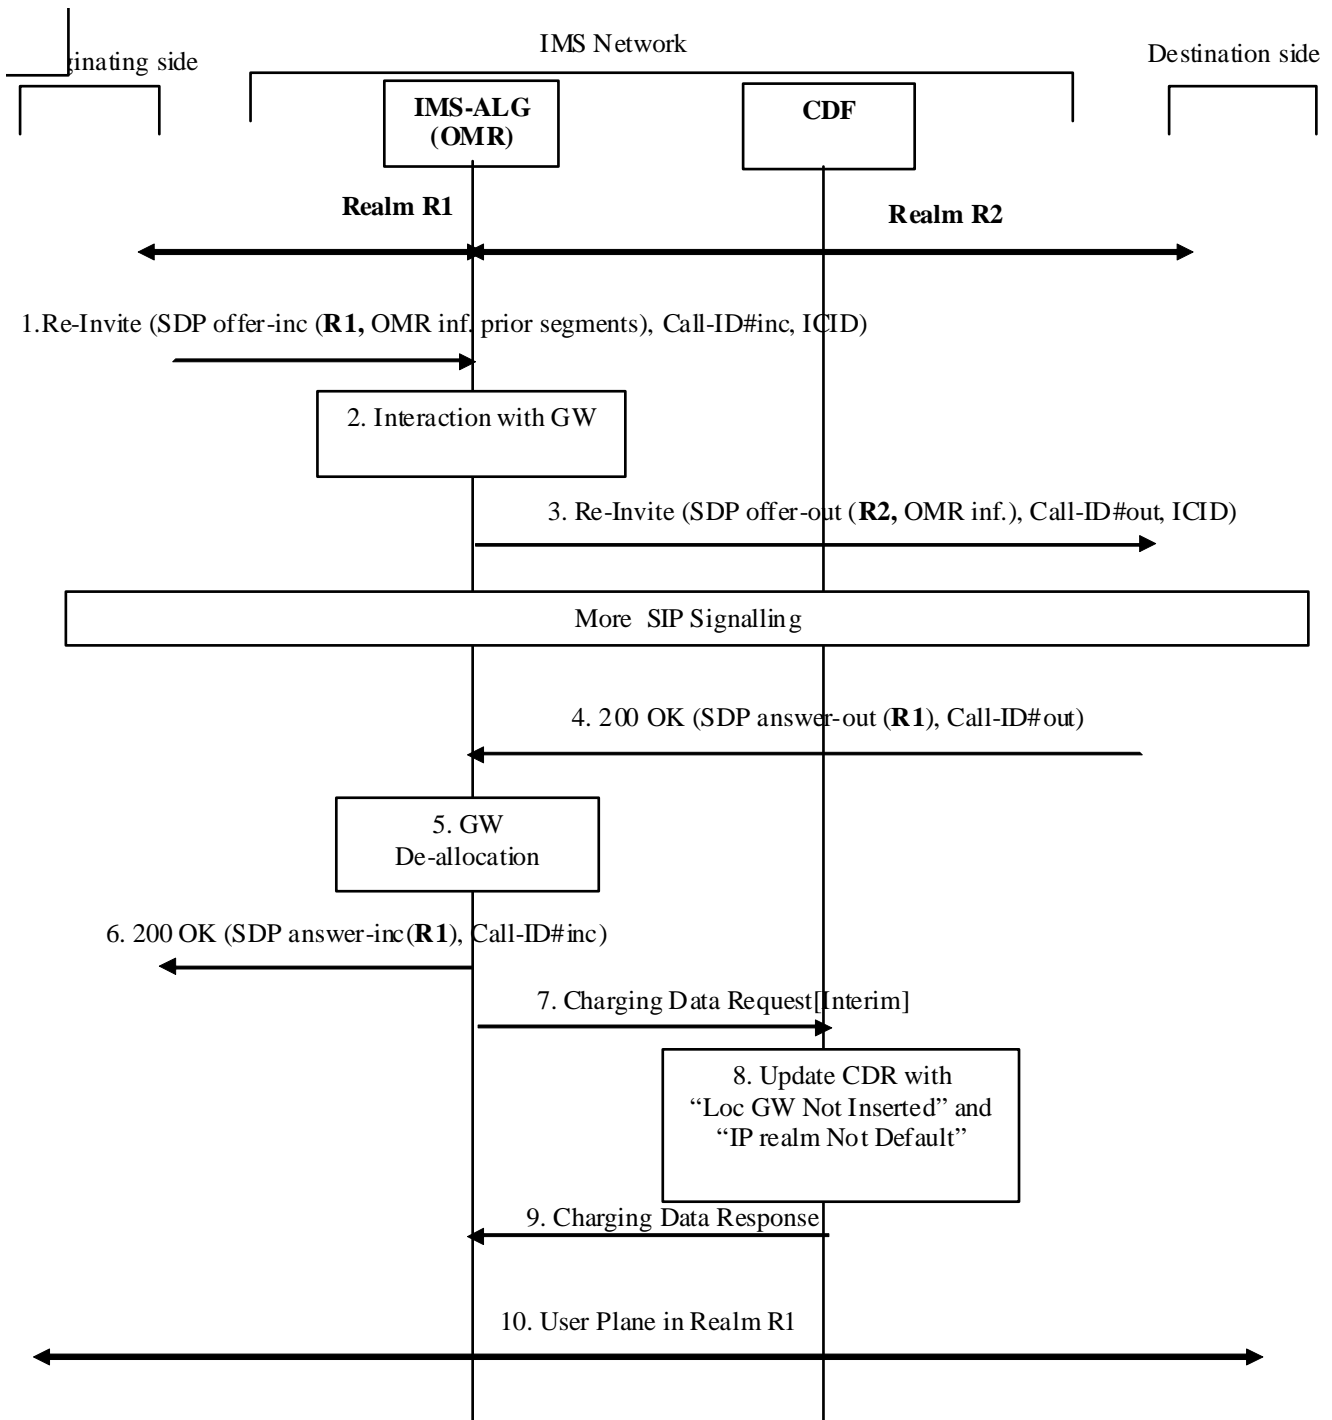 IMS Network
ginating side
Destination side
IMS-ALG
(OMR)
CDF
Realm R1
Realm R2
1.Re-Invite (SDP offer-inc (R1, OMR inf. prior segments), Call-ID#inc, ICID)
2. Interaction with GW
3. Re-Invite (SDP offer-out (R2, OMR inf.), Call-ID#out, ICID)
More SIP Signalling
4. 200 OK (SDP answer-out (R1), Call-ID#out)
5. GW
De-allocation
6. 200 OK (SDP answer-inc(R1), Call-ID#inc)
7. Charging Data Request[Interim]
8. Update CDR with
“Loc GW Not Inserted” and
“IP realm Not Default”
9. Charging Data Response
10. User Plane in Realm R1